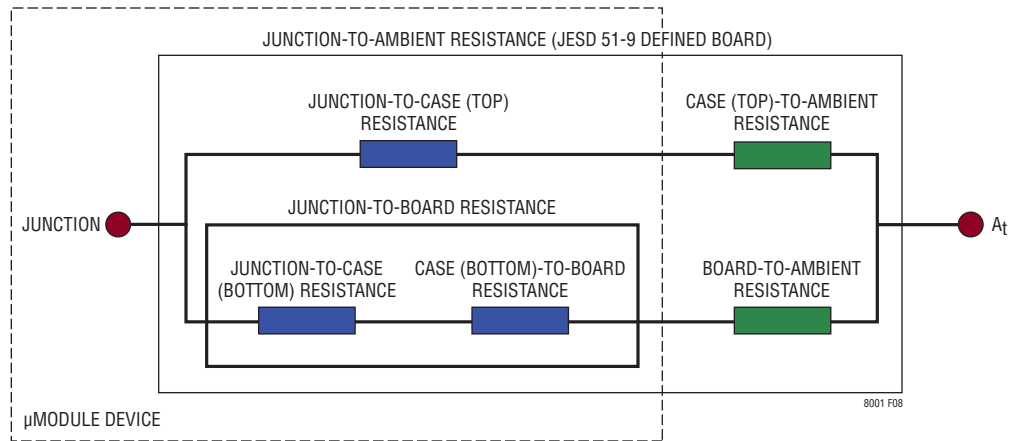 JUNCTION-TO-AMBIENT RESISTANCE (JESD 51-9 DEFINED BOARD)
JUNCTION-TO-CASE (TOP)
RESISTANCE
CASE (TOP)-TO-AMBIENT
RESISTANCE
JUNCTION
At
JUNCTION-TO-BOARD RESISTANCE
JUNCTION-TO-CASE
(BOTTOM) RESISTANCE
CASE (BOTTOM)-TO-BOARD
RESISTANCE
BOARD-TO-AMBIENT
RESISTANCE
8001 F08
µMODULE DEVICE